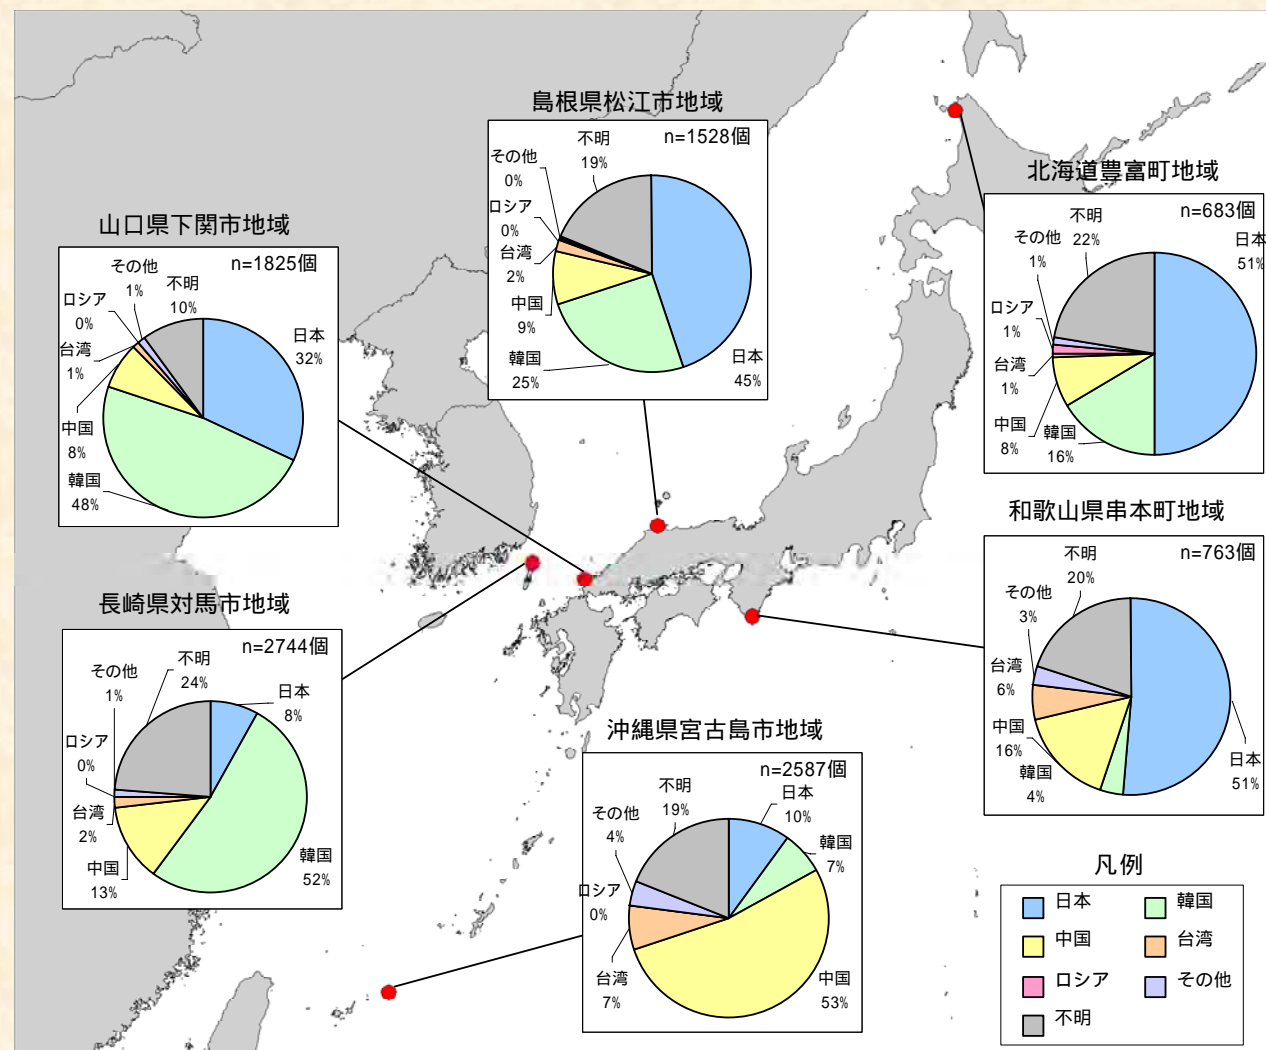 島根県松江市地域
n=1528個
不明
19%
その他
0%
ロシア
0%
台湾
2%
中国
9%
韓国
25%
日本
45%
北海道豊富町地域
n=683個
不明
22%
日本
51%
その他
1%
ロシア
1%
台湾
1%
中国
8%
韓国
16%
山口県下関市地域
n=1825個
その他
1%
不明
10%
ロシア
0%
日本
32%
台湾
1%
中国
8%
韓国
48%
和歌山県串本町地域
n=763個
不明
20%
その他
3%
台湾
6%
中国
16%
韓国
4%
日本
51%
長崎県対馬市地域
n=2744個
不明
24%
その他
1%
日本
8%
ロシア
0%
台湾
2%
中国
13%
韓国
52%
沖縄県宮古島市地域
n=2587個
不明
19%
日本
10%
その他
4%
韓国
7%
ロシア
0%
台湾
7%
中国
53%
凡例
日本
韓国
中国
台湾
ロシア
その他
不明